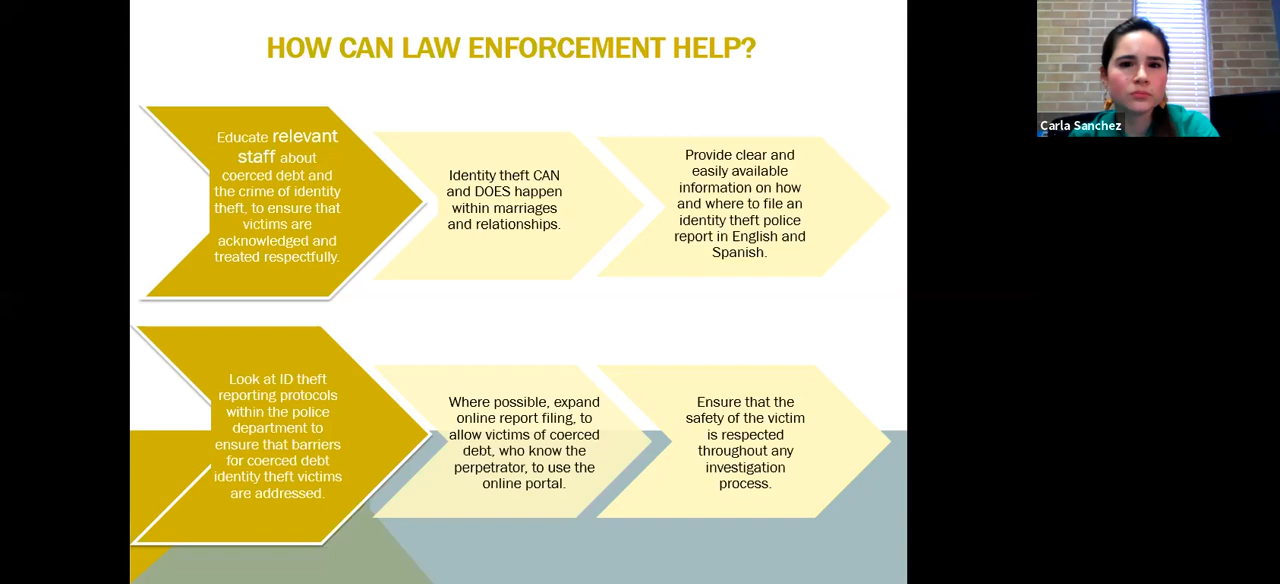 HOW CAN LAW ENFORCEMENT HELP?
Educate relevant
staff about
coerced debt and
the crime of identity
theft, to ensure that
victims are
acknowledged and
treated respectfully.
Identity theft CAN
and DOES happen
within marriages
and relationships.
Provide clear and
easily available
information on how
and where to file an
identity theft police
report in English and
Spanish.
Look at ID theft
reporting protocols
within the police
department to
ensure that barriers
for coerced debt
identity theft victims
are addressed.
Where possible, expand
online report filing, to
allow victims of coerced
debt, who know the
perpetrator, to use the
online portal.
Ensure that the
safety of the victim
is respected
throughout any
investigation
process.
Carla Sanchez